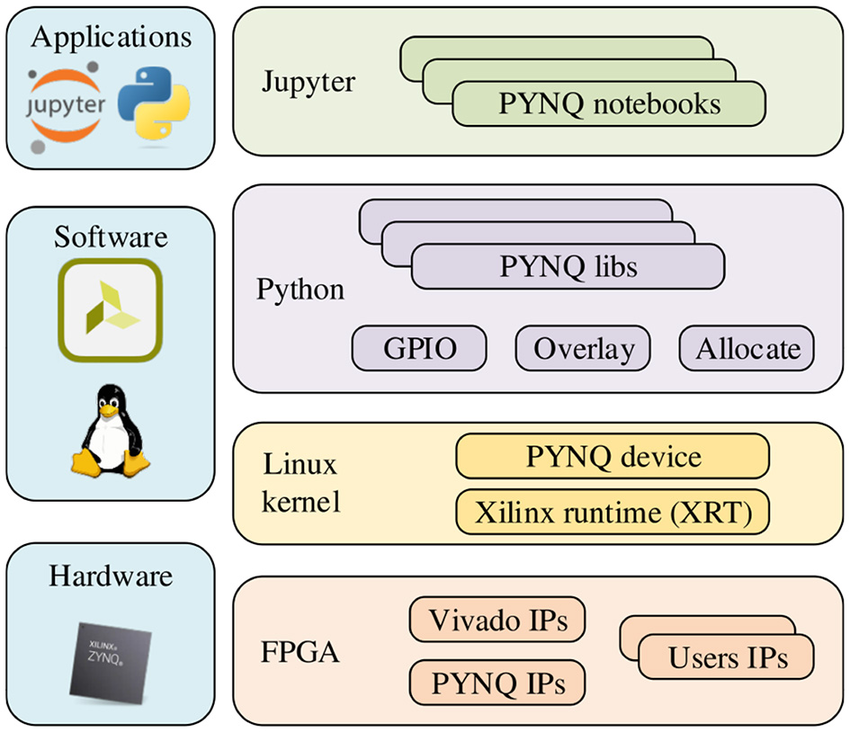 Applications
jupyter
Jupyter
PYNQ notebooks
Software
Python
PYNQ libs
GPIO
Overlay
Allocate
Linux
kernel
PYNQ device
Xilinx runtime (XRT)
Hardware
XILINX®
ZYNQ®
FPGA
Vivado IPs
PYNQ IPs
Users IPs